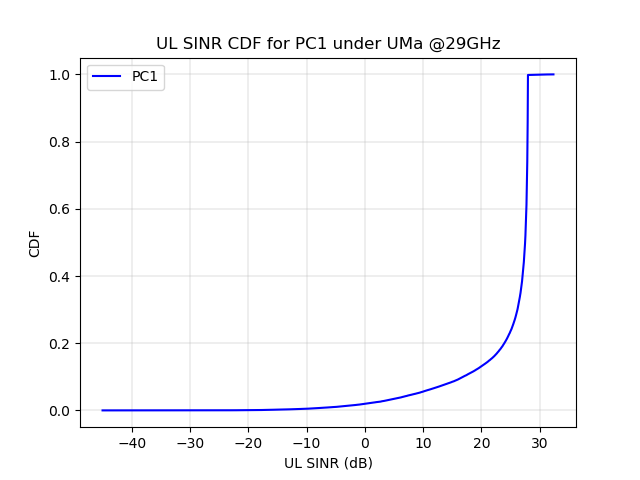 UL SINR CDF for PC1 under UMa @29GHz
PC1
1.0
0.8
0.6
0.4
0.2
0.0
CDF
−40 −30 −20 −10 0 10 20 30
UL SINR (dB)